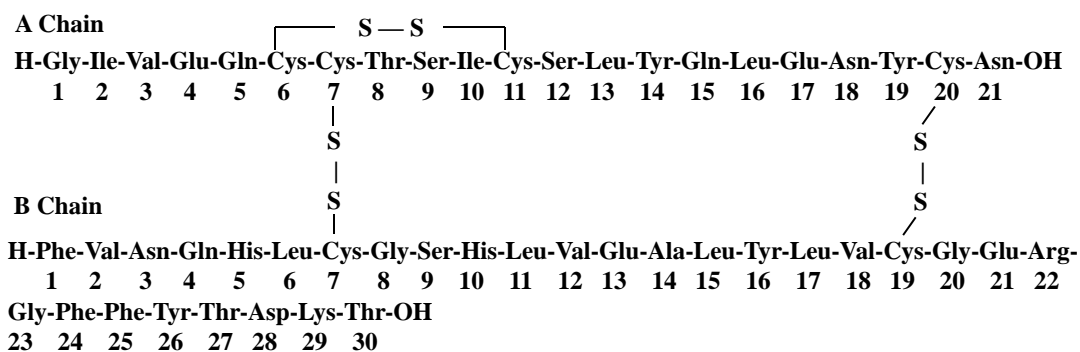 A Chain
S — S
H-Gly-Ile-Val-Glu-Gln-Cys-Cys-Thr-Ser-Ile-Cys-Ser-Leu-Tyr-Gln-Leu-Glu-Asn-Tyr-Cys-Asn-OH
1 2 3 4 5 6 7 8 9 10 11 12 13 14 15 16 17 18 19 20 21
S S
S S
B Chain
H-Phe-Val-Asn-Gln-His-Leu-Cys-Gly-Ser-His-Leu-Val-Glu-Ala-Leu-Tyr-Leu-Val-Cys-Gly-Glu-Arg-
1 2 3 4 5 6 7 8 9 10 11 12 13 14 15 16 17 18 19 20 21 22
Gly-Phe-Phe-Tyr-Thr-Asp-Lys-Thr-OH
23 24 25 26 27 28 29 30